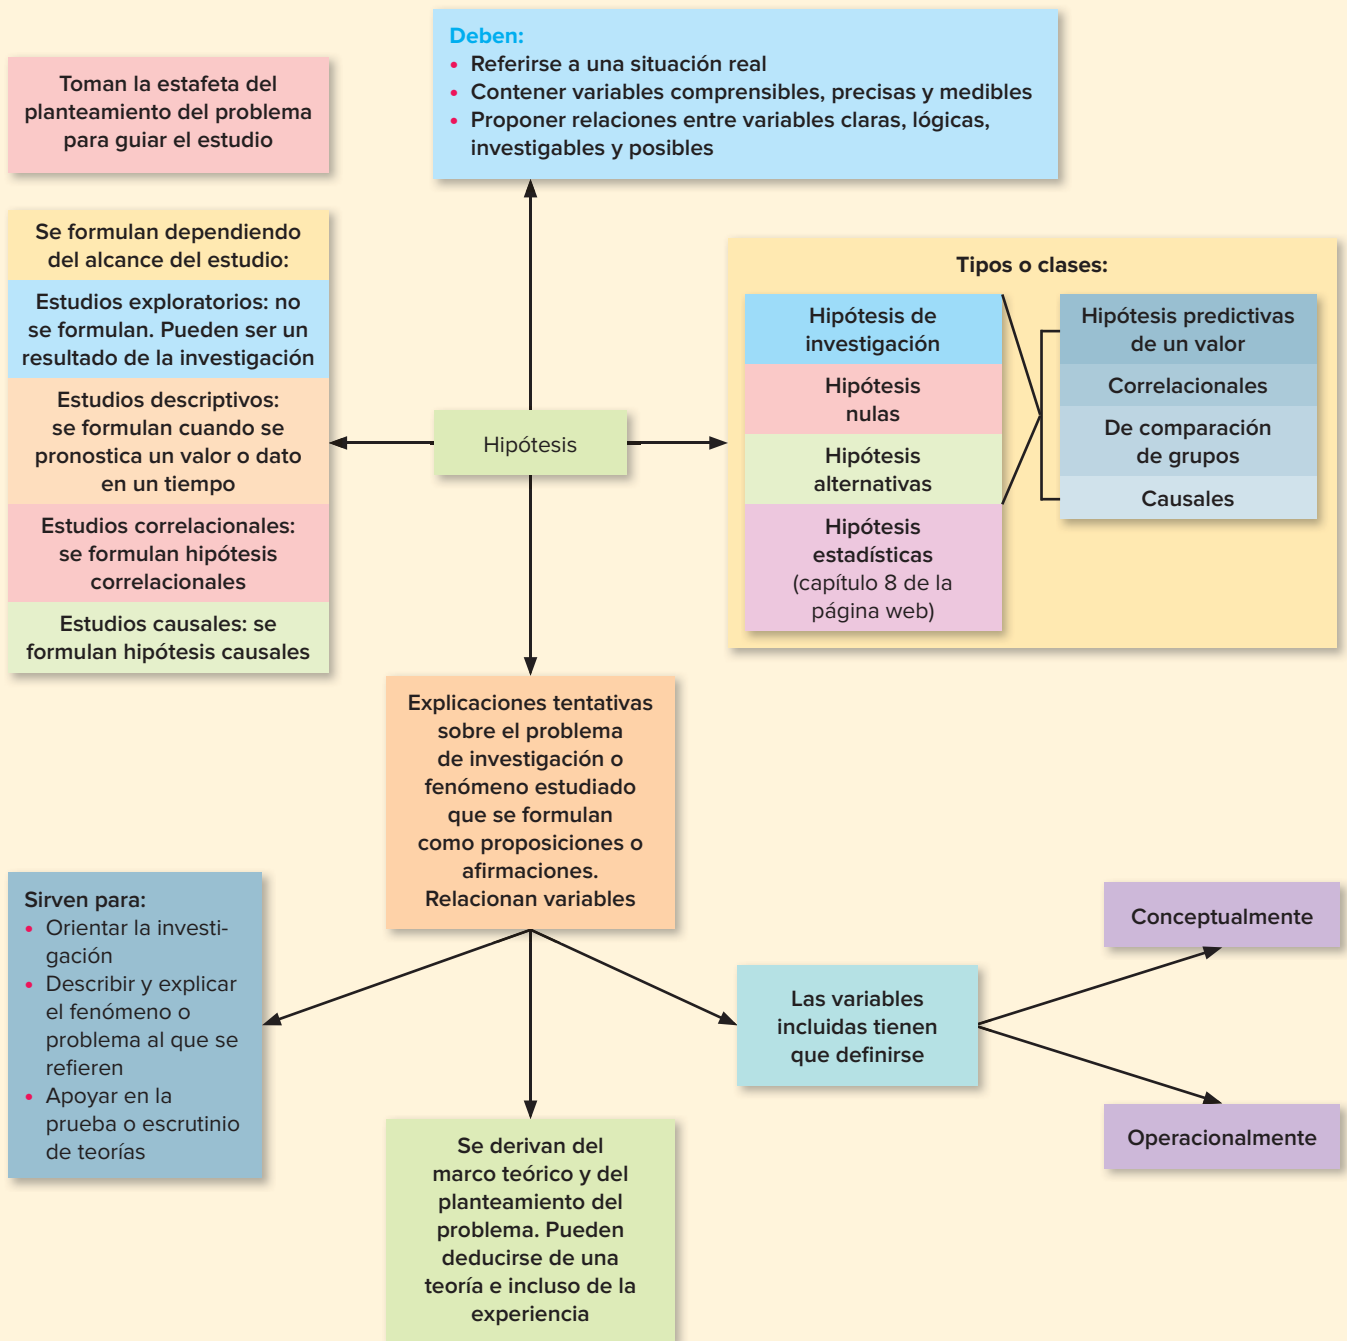 Toman la estafeta del
planteamiento del problema
para guiar el estudio
Deben:
• Referirse a una situación real
• Contener variables comprensibles, precisas y medibles
• Proponer relaciones entre variables claras, lógicas,
investigables y posibles
Se formulan dependiendo
del alcance del estudio:
Estudios exploratorios: no
se formulan. Pueden ser un
resultado de la investigación
Estudios descriptivos:
se formulan cuando se
pronostica un valor o dato
en un tiempo
Estudios correlacionales:
se formulan hipótesis
correlacionales
Estudios causales: se
formulan hipótesis causales
Hipótesis
Tipos o clases:
Hipótesis de
investigación
Hipótesis
nulas
Hipótesis
alternativas
Hipótesis
estadísticas
(capítulo 8 de la
página web)
Hipótesis predictivas
de un valor
Correlacionales
De comparación
de grupos
Causales
Explicaciones tentativas
sobre el problema
de investigación o
fenómeno estudiado
que se formulan
como proposiciones o
afirmaciones.
Relacionan variables
Sirven para:
• Orientar la investi-
gación
• Describir y explicar
el fenómeno o
problema al que se
refieren
• Apoyar en la
prueba o escrutinio
de teorías
Se derivan del
marco teórico y del
planteamiento del
problema. Pueden
deducirse de una
teoría e incluso de la
experiencia
Las variables
incluidas tienen
que definirse
Conceptualmente
Operacionalmente